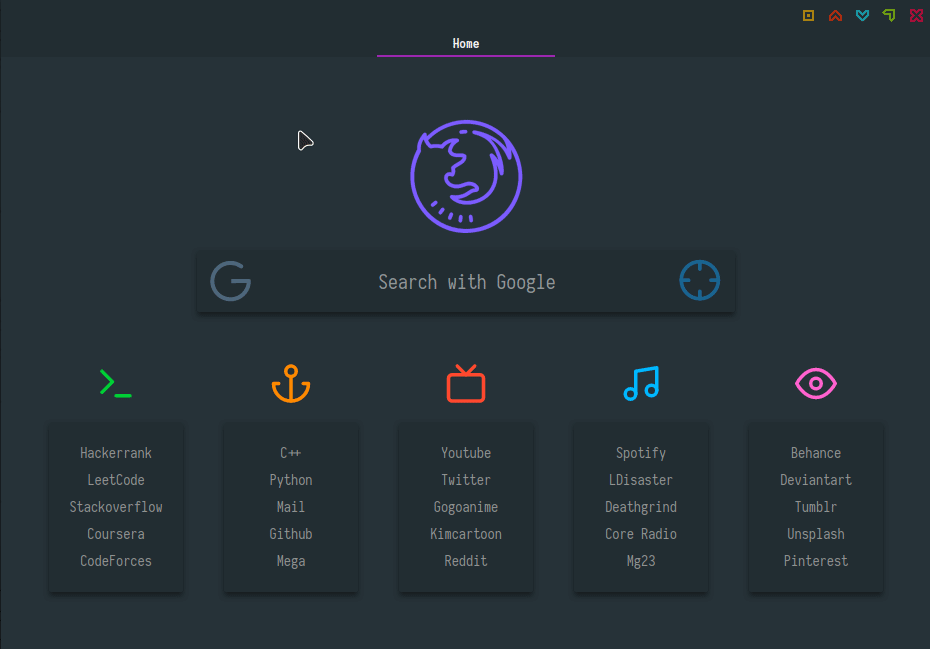 Home
Search with Google
Hackerrank
LeetCode
Stackoverflow
Coursera
CodeForces
C++
Python
Mail
Github
Mega
Youtube
Twitter
Gogoanime
Kimcartoon
Reddit
Spotify
LDisaster
Deathgrind
Core Radio
Mg23
Behance
Deviantart
Tumblr
Unsplash
Pinterest